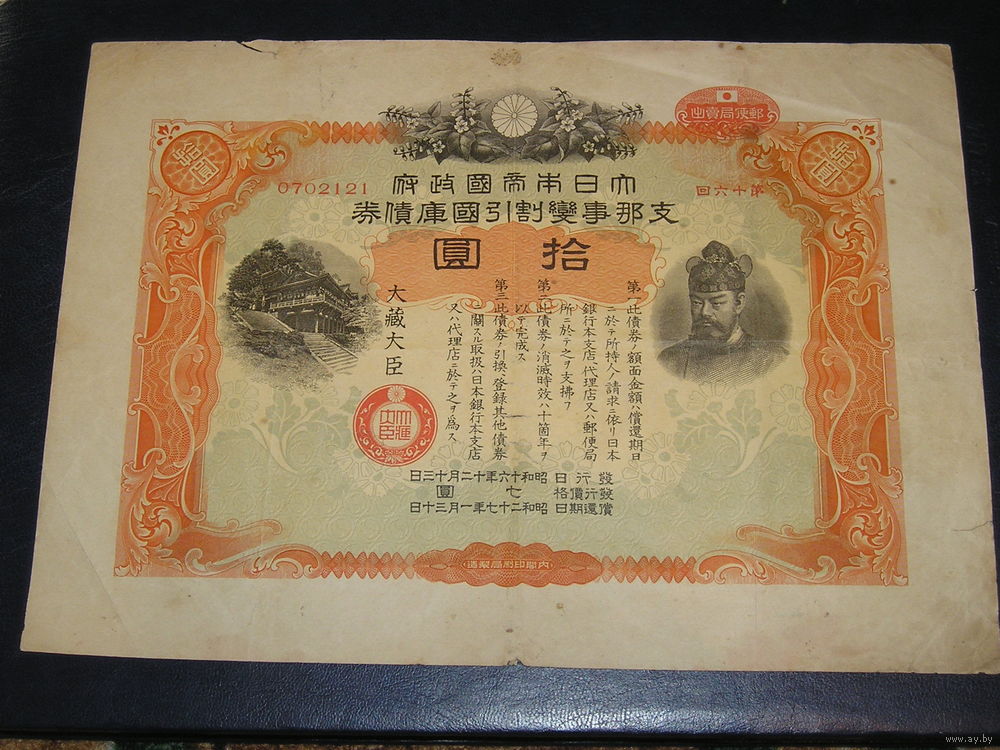 郵便局賣出
拾圓
拾圓
大日本帝國政府
第十六回
0702121
支那事變割引國庫債券
拾圓
第一此債券ノ額面金額ハ償還期日
ニ於テ所持人ノ請求ニ依リ日本
銀行本支店、代理店又ハ郵便局
所ニ於テ之ヲ支拂フ
第二此債券ノ消滅時效ハ十箇年ヲ
以テ完成ス
第三此債券ノ引換、登錄其他債券
ニ關スル取扱ハ日本銀行本支店
又ハ代理店ニ於テ之ヲ爲ス
大藏大臣
大藏大臣
發行日 昭和十六年十二月十三日
發行價格 七圓
償還期日 昭和二十七年一月三十日
內閣印刷局製造
www.ay.by